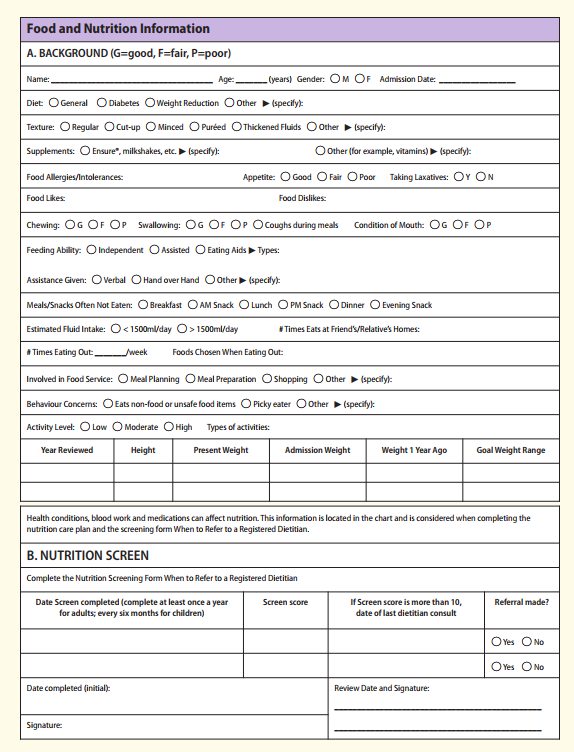 Food and Nutrition Information
A. BACKGROUND (G=good, F=fair, P=poor)
Name: ________________ Age: ______ (years) Gender: M F Admission Date: ____________
Diet: General Diabetes Weight Reduction Other ▶ (specify):
Texture: Regular Cut-up Minced Puréed Thickened Fluids Other ▶ (specify):
Supplements: Ensure®, milkshakes, etc. ▶ (specify): Other (for example, vitamins) ▶ (specify):
Food Allergies/Intolerances: Appetite: Good Fair Poor Taking Laxatives: Y N
Food Likes: Food Dislikes:
Chewing: G F P Swallowing: G F P Coughs during meals Condition of Mouth: G F P
Feeding Ability: Independent Assisted Eating Aids ▶ Types:
Assistance Given: Verbal Hand over Hand Other ▶ (specify):
Meals/Snacks Often Not Eaten: Breakfast AM Snack Lunch PM Snack Dinner Evening Snack
Estimated Fluid Intake: < 1500ml/day > 1500ml/day # Times Eats at Friend's/Relative's Homes:
# Times Eating Out: ______/week Foods Chosen When Eating Out:
Involved in Food Service: Meal Planning Meal Preparation Shopping Other ▶ (specify):
Behaviour Concerns: Eats non-food or unsafe food items Picky eater Other ▶ (specify):
Activity Level: Low Moderate High Types of activities:
Year Reviewed Height Present Weight Admission Weight Weight 1 Year Ago Goal Weight Range
Health conditions, blood work and medications can affect nutrition. This information is located in the chart and is considered when completing the
nutrition care plan and the screening form When to Refer to a Registered Dietitian.
B. NUTRITION SCREEN
Complete the Nutrition Screening Form When to Refer to a Registered Dietitian
Date Screen completed (complete at least once a year Screen score If Screen score is more than 10, Referral made?
for adults; every six months for children) date of last dietitian consult
Yes No
Yes No
Date completed (initial): Review Date and Signature:
Signature: